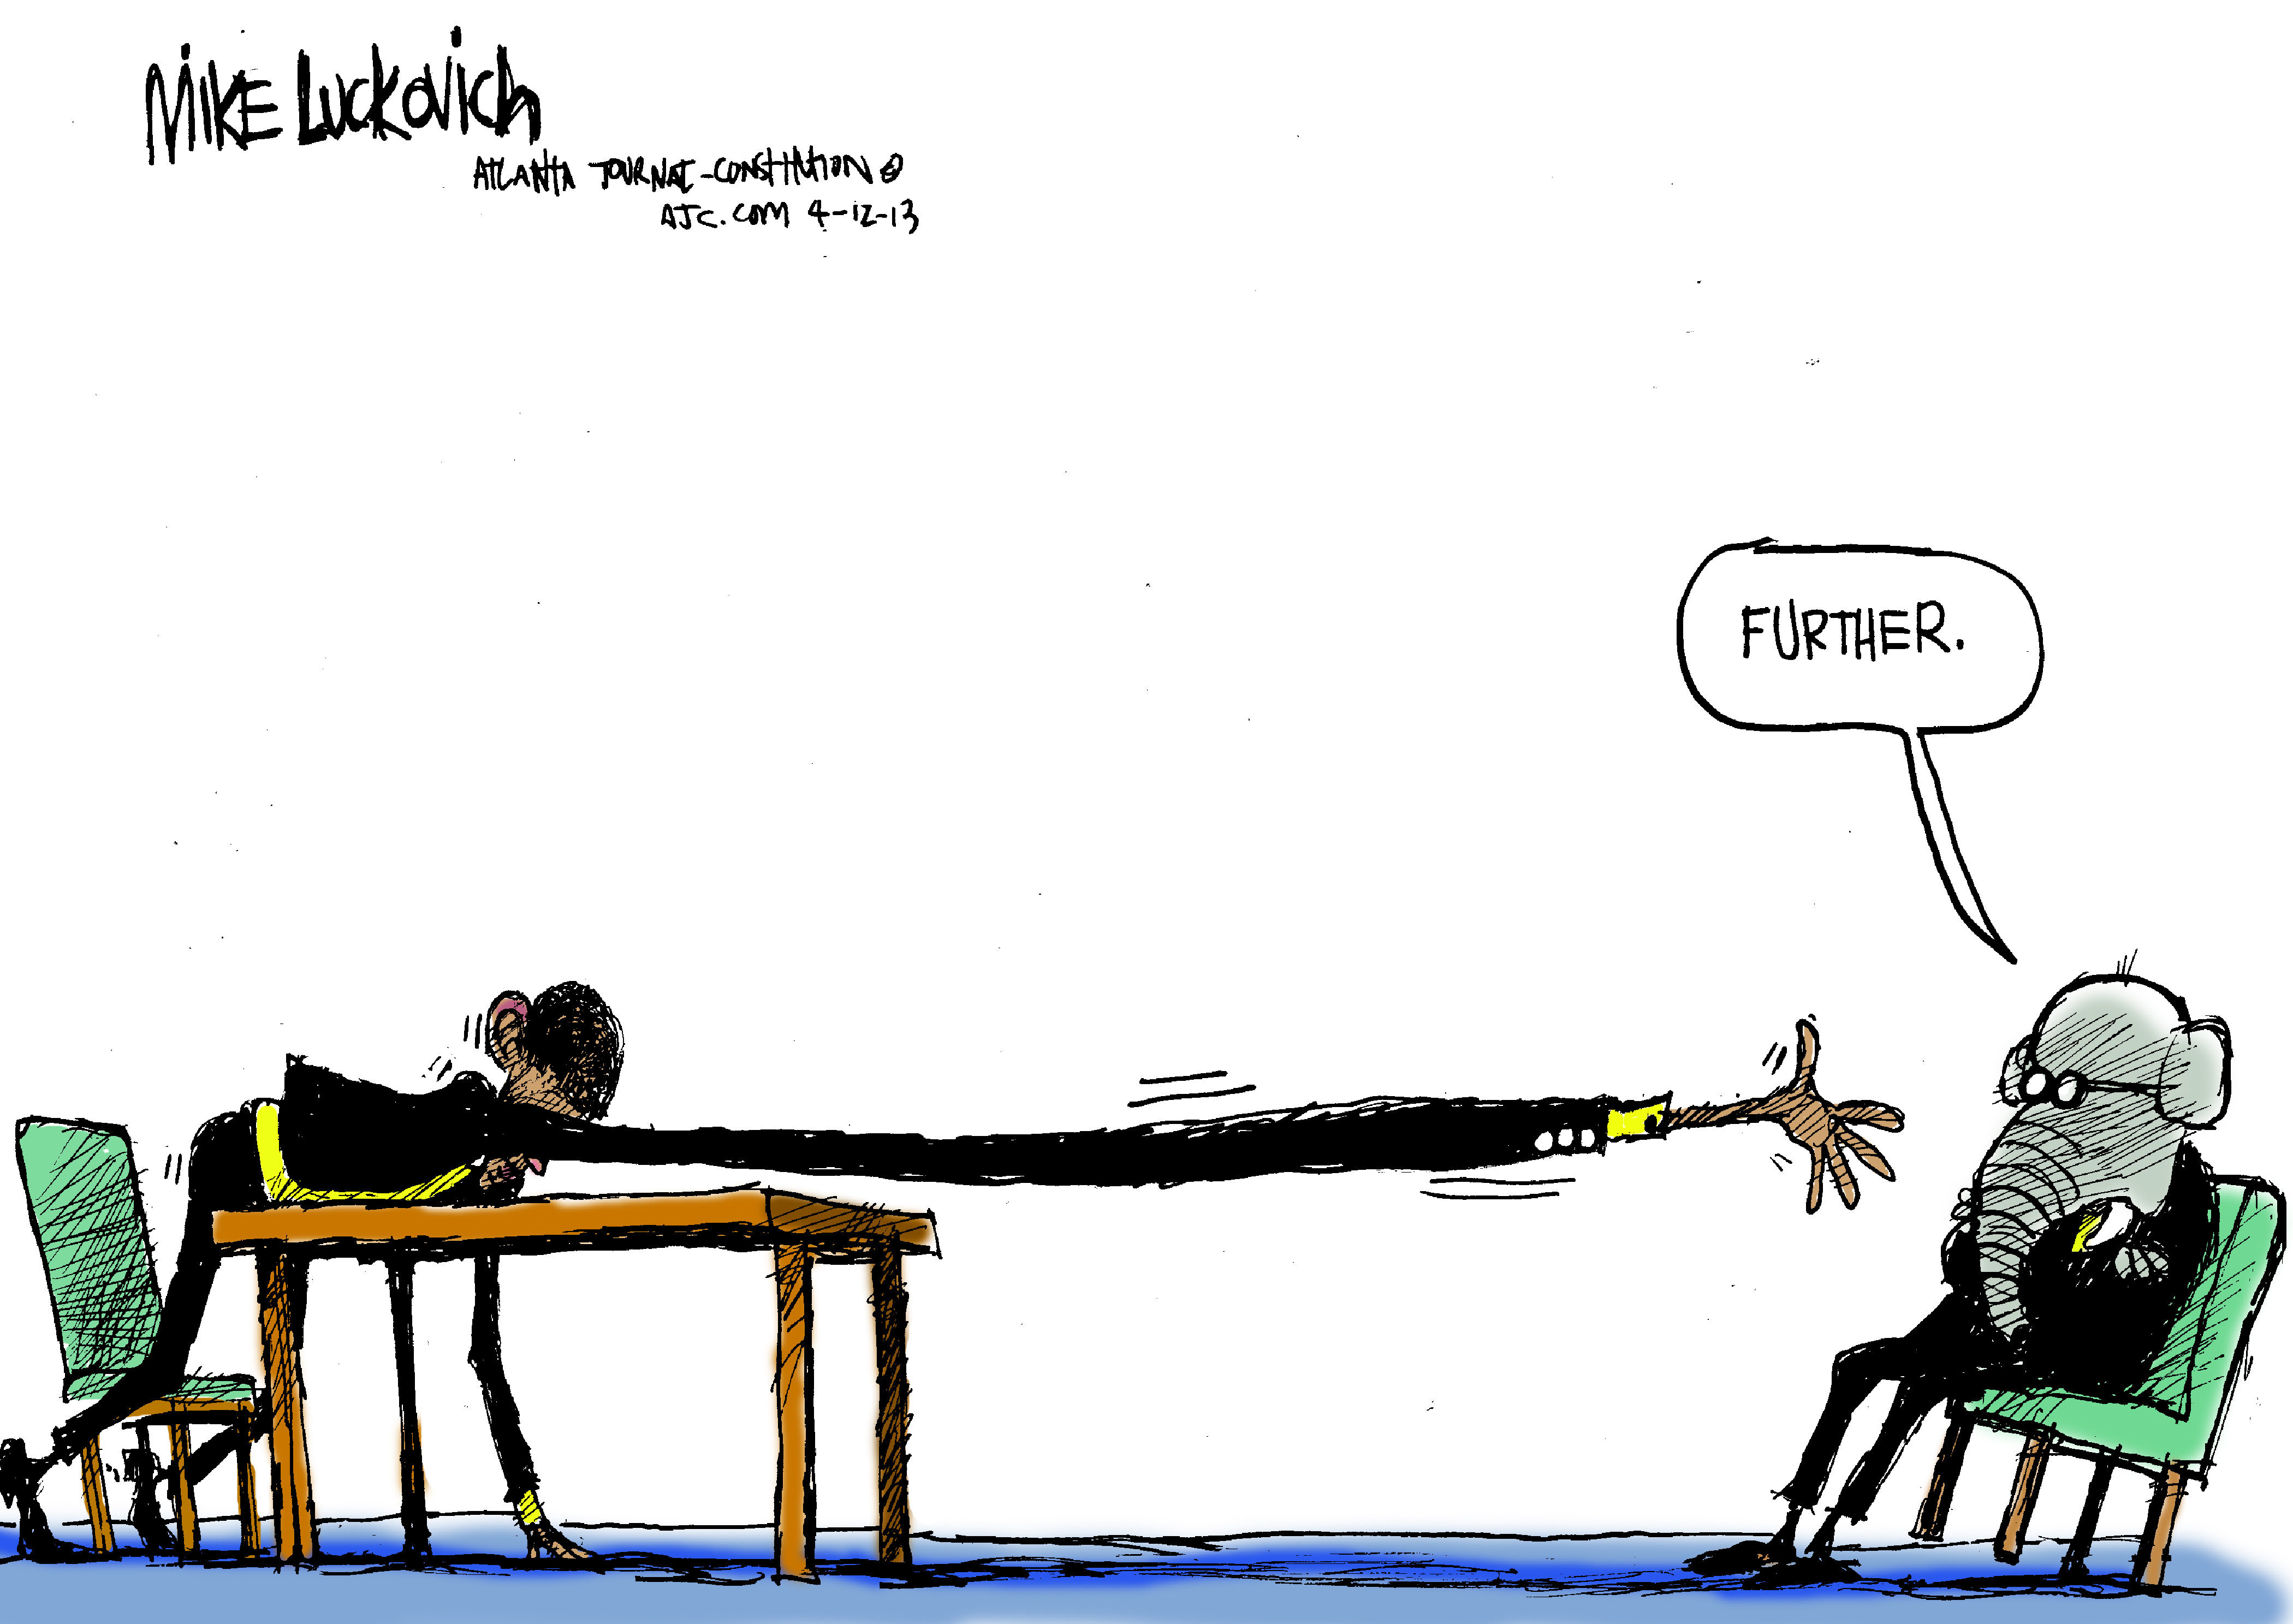 MIKE LUCKOVICH
ATLANTA JOURNAL-CONSTITUTION ©
AJC.COM 4-12-13
FURTHER.